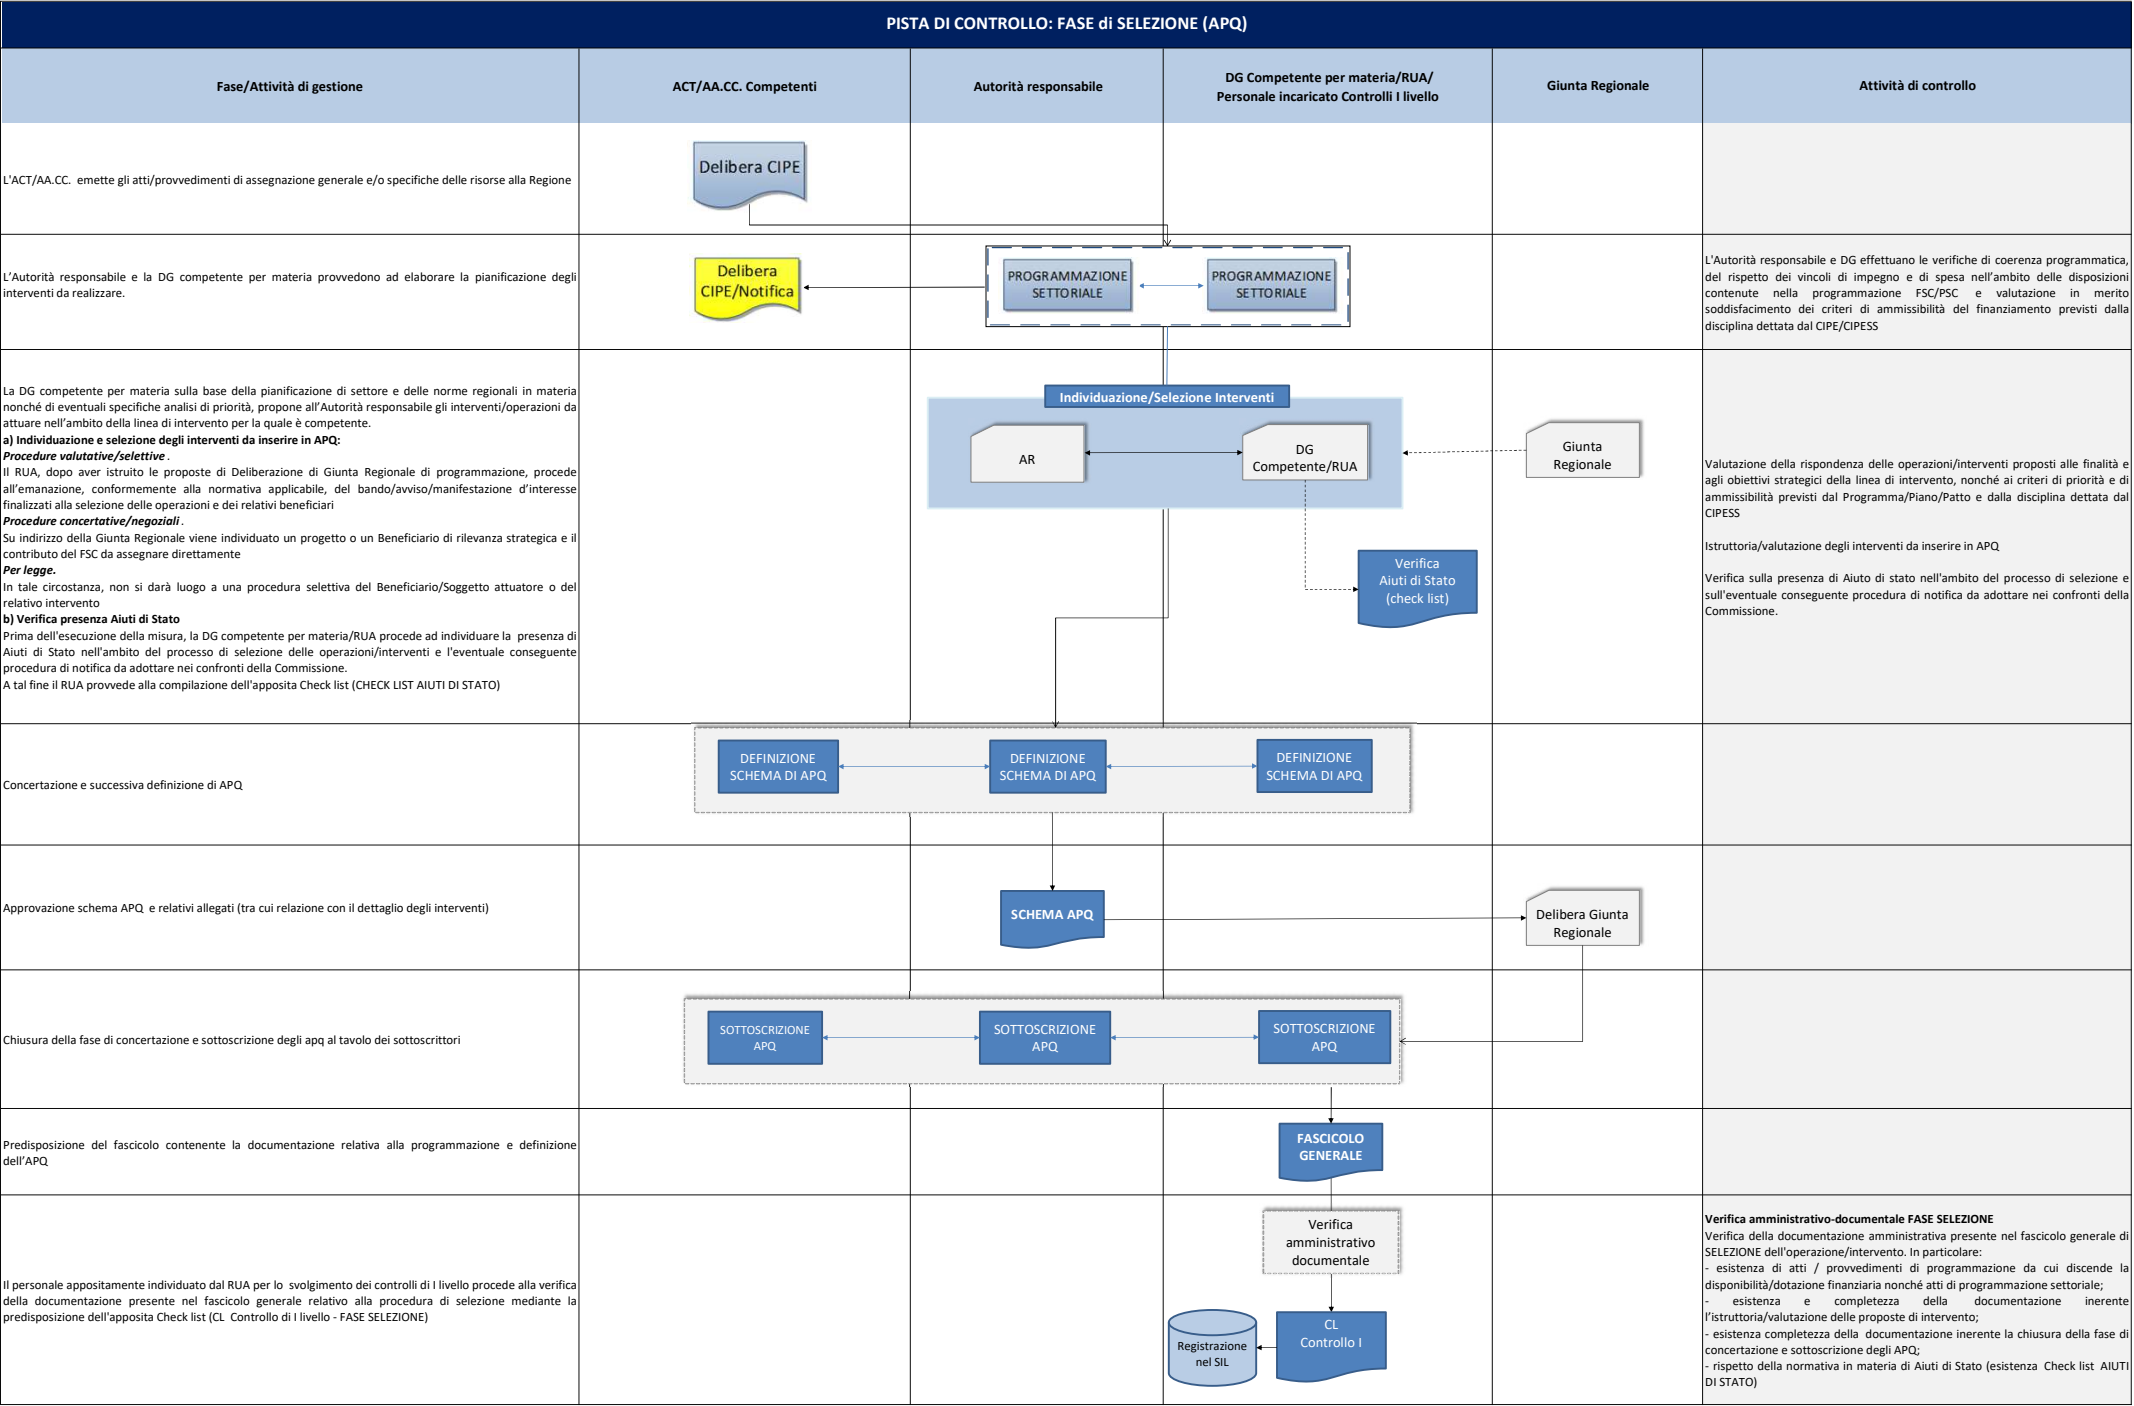 PISTA DI CONTROLLO: FASE di SELEZIONE (APQ)
Fase/Attività di gestione
ACT/AA.CC. Competenti
Autorità responsabile
DG Competente per materia/RUA/
Personale incaricato Controlli I livello
Giunta Regionale
Attività di controllo
L'ACT/AA.CC. emette gli atti/provvedimenti di assegnazione generale e/o specifiche delle risorse alla Regione
Delibera CIPE
L'Autorità responsabile e la DG competente per materia provvedono ad elaborare la pianificazione degli
interventi da realizzare.
Delibera
CIPE/Notifica
PROGRAMMAZIONE
SETTORIALE
PROGRAMMAZIONE
SETTORIALE
L'Autorità responsabile e DG effettuano le verifiche di coerenza programmatica,
del rispetto dei vincoli di impegno e di spesa nell'ambito delle disposizioni
contenute nella programmazione FSC/PSC e valutazione in merito
soddisfacimento dei criteri di ammissibilità del finanziamento previsti dalla
disciplina dettata dal CIPE/CIPESS
La DG competente per materia sulla base della pianificazione di settore e delle norme regionali in materia
nonché di eventuali specifiche analisi di priorità, propone all'Autorità responsabile gli interventi/operazioni da
attuare nell'ambito della linea di intervento per la quale è competente.
a) Individuazione e selezione degli interventi da inserire in APQ:
Procedure valutative/selettive .
Il RUA, dopo aver istruito le proposte di Deliberazione di Giunta Regionale di programmazione, procede
all'emanazione, conformemente alla normativa applicabile, del bando/avviso/manifestazione d'interesse
finalizzati alla selezione delle operazioni e dei relativi beneficiari
Procedure concertative/negoziali .
Su indirizzo della Giunta Regionale viene individuato un progetto o un Beneficiario di rilevanza strategica e il
contributo del FSC da assegnare direttamente
Per legge.
In tale circostanza, non si darà luogo a una procedura selettiva del Beneficiario/Soggetto attuatore o del
relativo intervento
b) Verifica presenza Aiuti di Stato
Prima dell'esecuzione della misura, la DG competente per materia/RUA procede ad individuare la presenza di
Aiuti di Stato nell'ambito del processo di selezione delle operazioni/interventi e l'eventuale conseguente
procedura di notifica da adottare nei confronti della Commissione.
A tal fine il RUA provvede alla compilazione dell'apposita Check list (CHECK LIST AIUTI DI STATO)
Individuazione/Selezione Interventi
AR
DG
Competente/RUA
Giunta
Regionale
Verifica
Aiuti di Stato
(check list)
Valutazione della rispondenza delle operazioni/interventi proposti alle finalità e
agli obiettivi strategici della linea di intervento, nonché ai criteri di priorità e di
ammissibilità previsti dal Programma/Piano/Patto e dalla disciplina dettata dal
CIPESS
Istruttoria/valutazione degli interventi da inserire in APQ
Verifica sulla presenza di Aiuto di stato nell'ambito del processo di selezione e
sull'eventuale conseguente procedura di notifica da adottare nei confronti della
Commissione.
Concertazione e successiva definizione di APQ
DEFINIZIONE
SCHEMA DI APQ
DEFINIZIONE
SCHEMA DI APQ
DEFINIZIONE
SCHEMA DI APQ
Approvazione schema APQ e relativi allegati (tra cui relazione con il dettaglio degli interventi)
SCHEMA APQ
Delibera Giunta
Regionale
Chiusura della fase di concertazione e sottoscrizione degli apq al tavolo dei sottoscrittori
SOTTOSCRIZIONE
APQ
SOTTOSCRIZIONE
APQ
SOTTOSCRIZIONE
APQ
Predisposizione del fascicolo contenente la documentazione relativa alla programmazione e definizione
dell'APQ
FASCICOLO
GENERALE
Il personale appositamente individuato dal RUA per lo svolgimento dei controlli di I livello procede alla verifica
della documentazione presente nel fascicolo generale relativo alla procedura di selezione mediante la
predisposizione dell'apposita Check list (CL Controllo di I livello - FASE SELEZIONE)
Verifica
amministrativo
documentale
CL
Controllo I
Registrazione
nel SIL
Verifica amministrativo-documentale FASE SELEZIONE
Verifica della documentazione amministrativa presente nel fascicolo generale di
SELEZIONE dell'operazione/intervento. In particolare:
- esistenza di atti / provvedimenti di programmazione da cui discende la
disponibilità/dotazione finanziaria nonché atti di programmazione settoriale;
- esistenza e completezza della documentazione inerente
l'istruttoria/valutazione delle proposte di intervento;
- esistenza completezza della documentazione inerente la chiusura della fase di
concertazione e sottoscrizione degli APQ;
- rispetto della normativa in materia di Aiuti di Stato (esistenza Check list AIUTI
DI STATO)